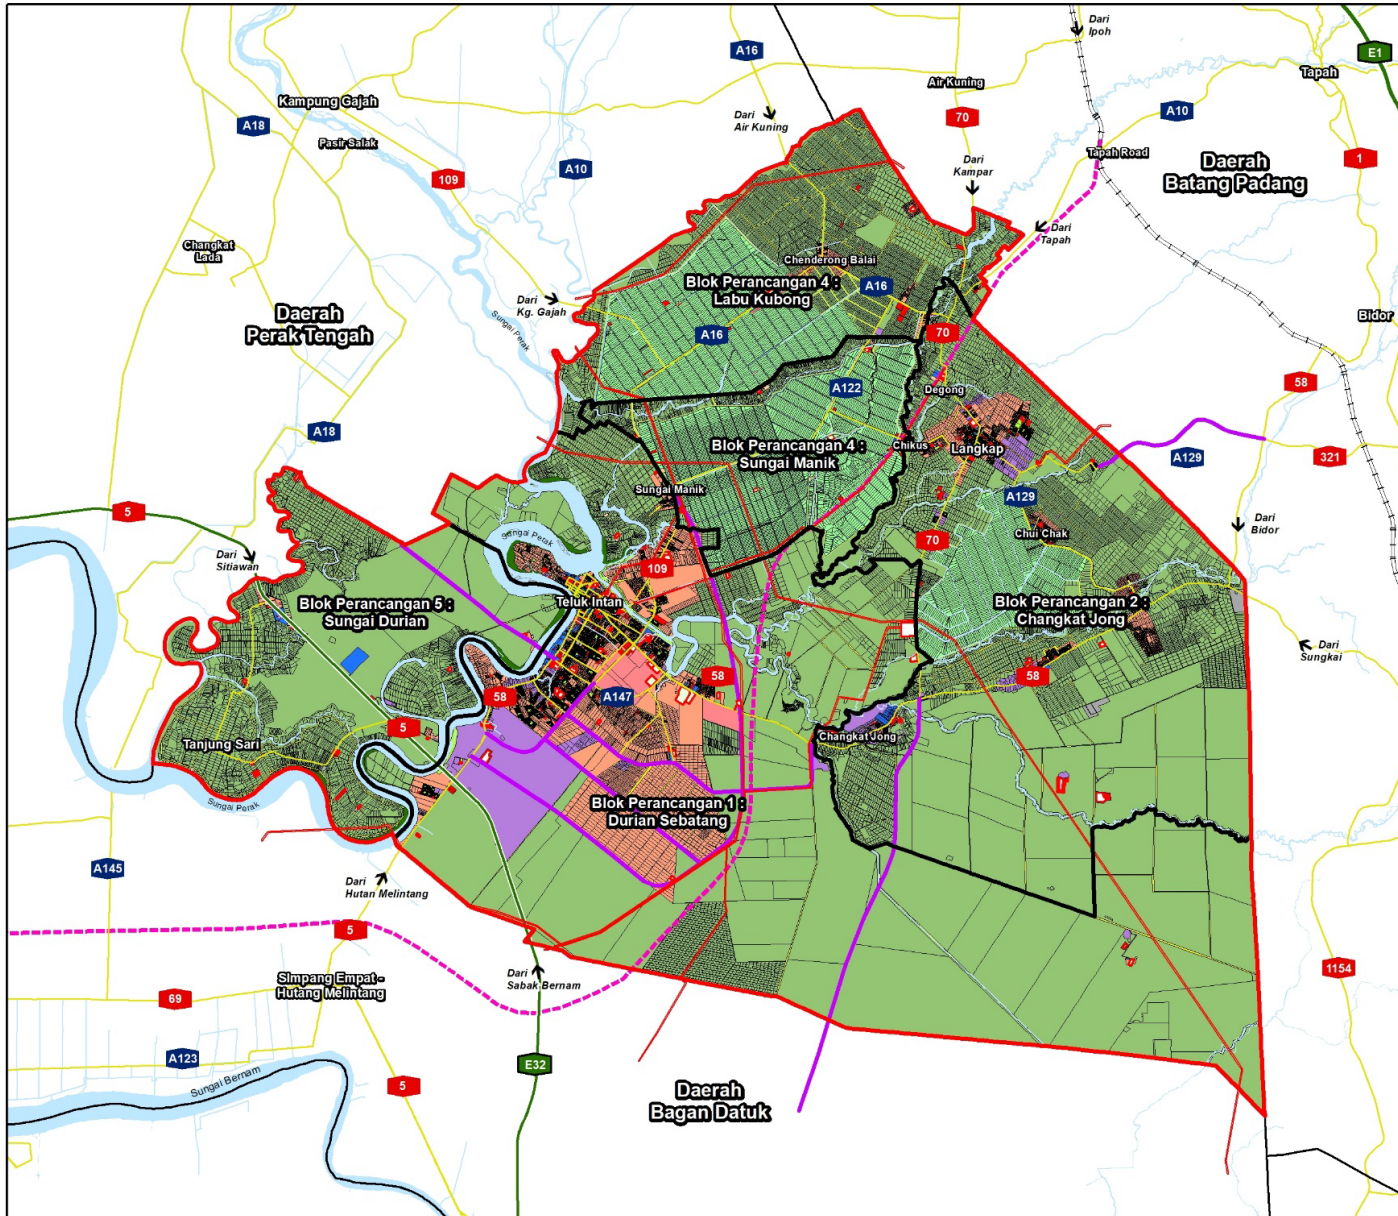 Dari
Ipoh
A16
E1
Tapah
Air Kuning
Kampung Gajah
A10
Dari
Air Kuning
70
A18
Pasir Salak
Tapah Road
1
Daerah
Batang Padang
A10
109
Dari
Kampar
Dari
Tapah
Changkat
Lada
Chenderong Balai
Blok Perancangan 4 :
Labu Kubong
A16
Dari
Kg. Gajah
Daerah
Perak Tengah
Sungai Perak
Bidor
A16
70
58
A122
Degong
A18
Blok Perancangan 4 :
Sungai Manik
Chikus
Langkap
A129
321
Sungai Manik
A129
5
Dari
Bidor
Sungai Perak
Chui Chak
70
Dari
Sitiawan
109
Blok Perancangan 5 :
Sungai Durian
Teluk Intan
Blok Perancangan 2 :
Changkat Jong
Dari
Sungkai
58
58
58
A147
5
Tanjung Sari
Changkat Jong
Sungai Perak
Blok Perancangan 1 :
Durian Sebatang
A145
Dari
Hutan Melintang
5
1154
Dari
Sabak Bernam
Simpang Empat -
Hutang Melintang
69
A123
E32
Sungai Bernam
5
Daerah
Bagan Datuk